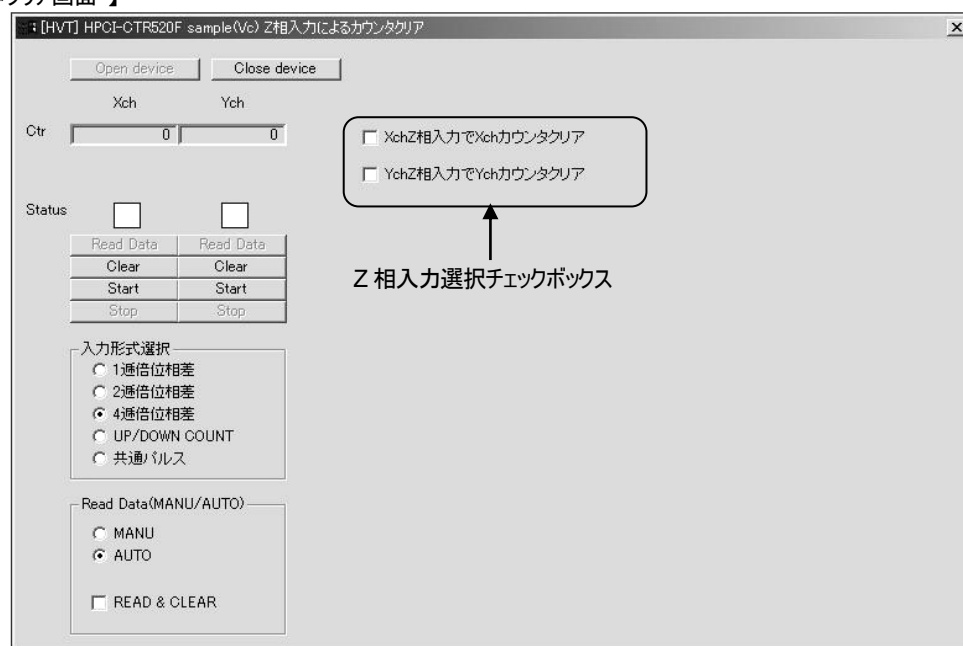 クリア画面 】
[HVT] HPCI-CTR520F sample(Vc) Z相入力によるカウンタクリア
Open device Close device
Xch Ych
Ctr 0 0
XchZ相入力でXchカウンタクリア
YchZ相入力でYchカウンタクリア
Status
Read Data Read Data
Clear Clear
Start Start
Stop Stop
Z 相入力選択チェックボックス
入力形式選択
1逓倍位相差
2逓倍位相差
4逓倍位相差
UP/DOWN COUNT
共通パルス
Read Data(MANU/AUTO)
MANU
AUTO
READ & CLEAR